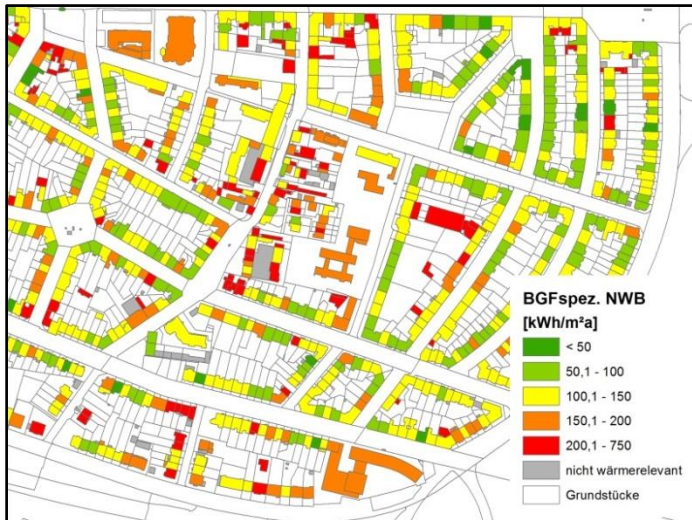 BGFspez. NWB
[kWh/m²a]
< 50
50,1 - 100
100,1 - 150
150,1 - 200
200,1 - 750
nicht wärmerelevant
Grundstücke